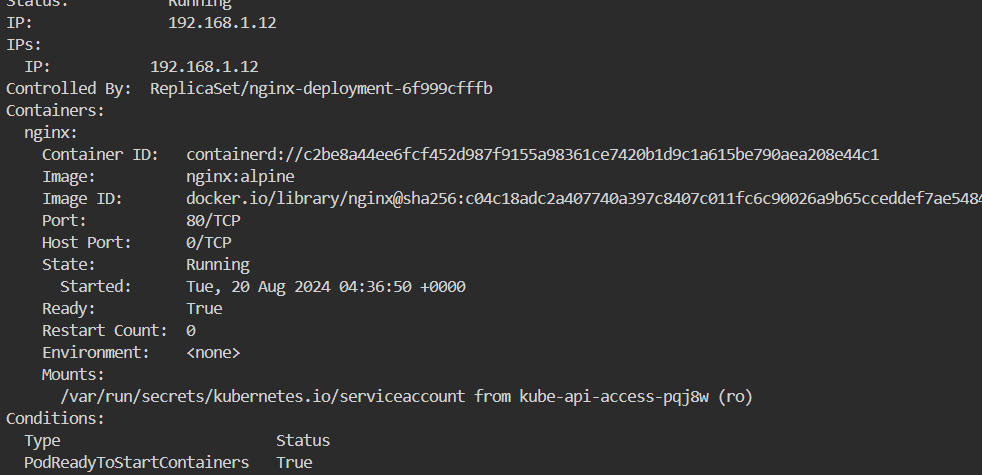 Status:           Running
IP:               192.168.1.12
IPs:
  IP:           192.168.1.12
Controlled By:  ReplicaSet/nginx-deployment-6f999cfffb
Containers:
  nginx:
    Container ID:   containerd://c2be8a44ee6fcf452d987f9155a98361ce7420b1d9c1a615be790aea208e44c1
    Image:          nginx:alpine
    Image ID:       docker.io/library/nginx@sha256:c04c18adc2a407740a397c8407c011fc6c90026a9b65cceddef7ae5484
    Port:           80/TCP
    Host Port:      0/TCP
    State:          Running
      Started:      Tue, 20 Aug 2024 04:36:50 +0000
    Ready:          True
    Restart Count:  0
    Environment:    <none>
    Mounts:
      /var/run/secrets/kubernetes.io/serviceaccount from kube-api-access-pqj8w (ro)
Conditions:
  Type                        Status
  PodReadyToStartContainers   True